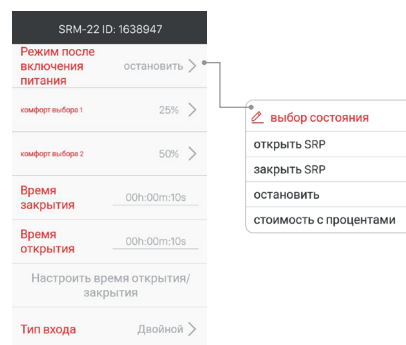 SRM-22 ID: 1638947
Режим после
включения
питания
остановить
комфорт выбора 1
25%
комфорт выбора 2
50%
Время
закрытия
00h:00m:10s
Время
открытия
00h:00m:10s
Настроить время открытия/
закрытия
Тип входа
Двойной
выбор состояния
открыть SRP
закрыть SRP
остановить
стоимость с процентами